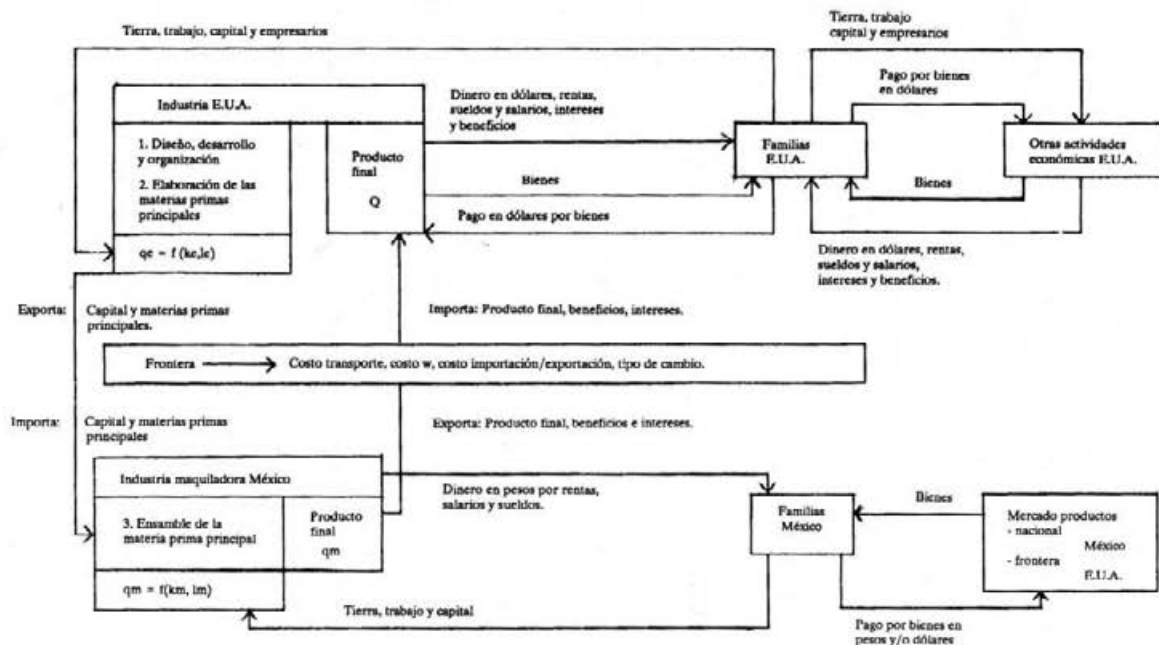 Tierra, trabajo, capital y empresarios
Tierra, trabajo
capital y empresarios
Industria E.U.A.
1. Diseño, desarrollo
y organización
2. Elaboración de las
materias primas
principales
qe = f (ke,le)
Producto
final
Q
Dinero en dólares, rentas,
sueldos y salarios, intereses
y beneficios
Bienes
Pago en dólares por bienes
Familias
E.U.A.
Pago por bienes
en dólares
Bienes
Otras actividades
económicas E.U.A.
Dinero en dólares, rentas,
sueldos y salarios,
intereses y beneficios.
Exporta:
Capital y materias primas
principales.
Importa: Producto final, beneficios, intereses.
Frontera
Costo transporte, costo w, costo importación/exportación, tipo de cambio.
Importa:
Capital y materias primas
principales
Exporta: Producto final, beneficios e intereses.
Industria maquiladora México
3. Ensamble de la
materia prima principal
Producto
final
qm
qm = f(km, lm)
Dinero en pesos por rentas,
salarios y sueldos.
Tierra, trabajo y capital
Familias
México
Bienes
Mercado productos
- nacional
México
- frontera
E.U.A.
Pago por bienes en
pesos y/o dólares